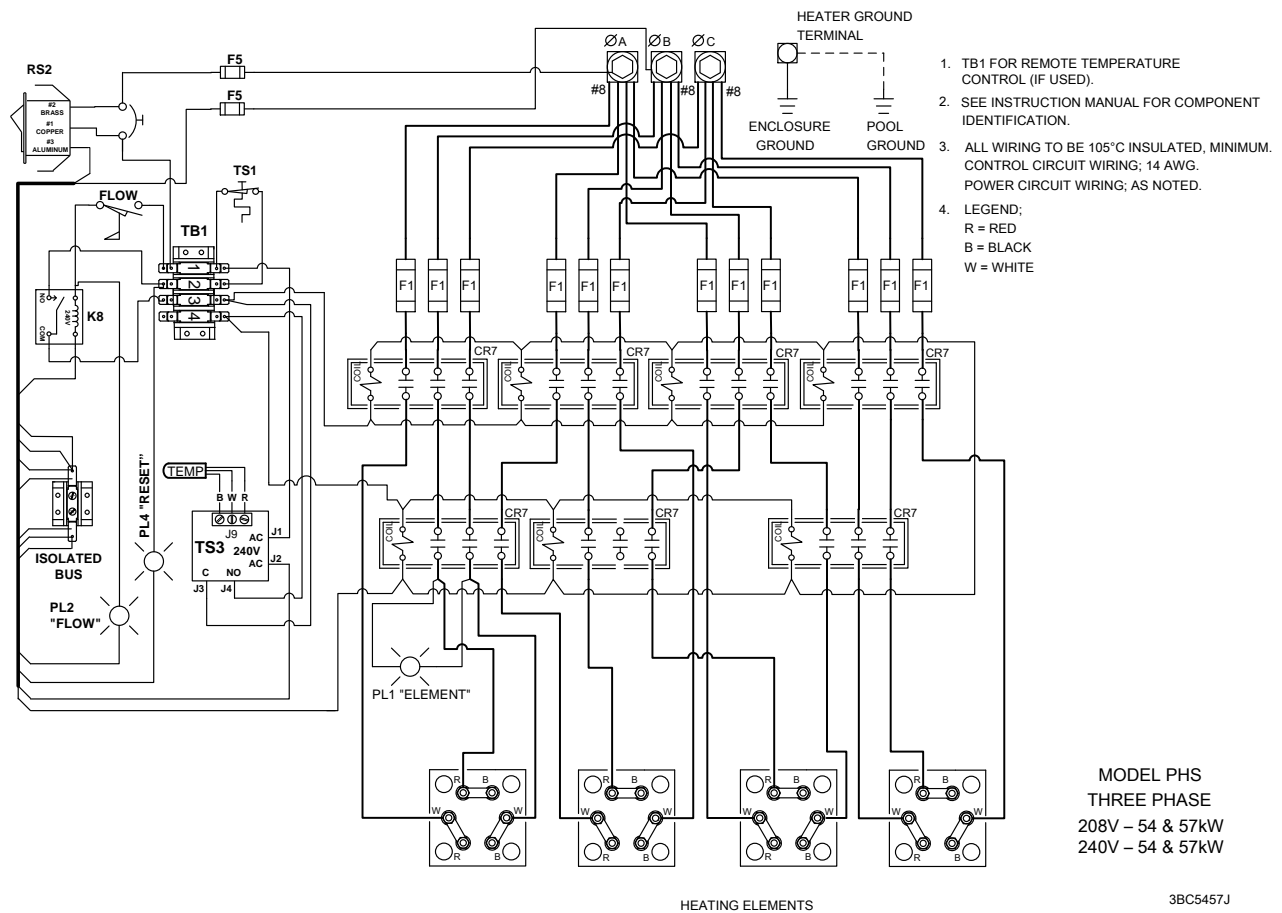 HEATER GROUND
TERMINAL
ØA ØB ØC
#8 #8 #8
ENCLOSURE
GROUND
POOL
GROUND
1. TB1 FOR REMOTE TEMPERATURE
CONTROL (IF USED).
2. SEE INSTRUCTION MANUAL FOR COMPONENT
IDENTIFICATION.
3. ALL WIRING TO BE 105°C INSULATED, MINIMUM.
CONTROL CIRCUIT WIRING; 14 AWG.
POWER CIRCUIT WIRING; AS NOTED.
4. LEGEND;
R = RED
B = BLACK
W = WHITE
RS2
#2
BRASS
#1
COPPER
#3
ALUMINUM
F5
F5
TS1
FLOW
TB1
1
2
3
4
NO
240V
COM
K8
F1 F1 F1 F1 F1 F1 F1 F1 F1 F1 F1 F1
CR7 CR7 CR7 CR7
COIL COIL COIL COIL
CR7 CR7 CR7
COIL COIL COIL
ISOLATED
BUS
PL4 "RESET"
PL2
"FLOW"
TEMP
B W R
J9
TS3
AC J1
240V
AC J2
C NO
J3 J4
PL1 "ELEMENT"
R B R B R B R B
W W W W W W W W
R B R B R B R B
HEATING ELEMENTS
MODEL PHS
THREE PHASE
208V – 54 & 57kW
240V – 54 & 57kW
3BC5457J